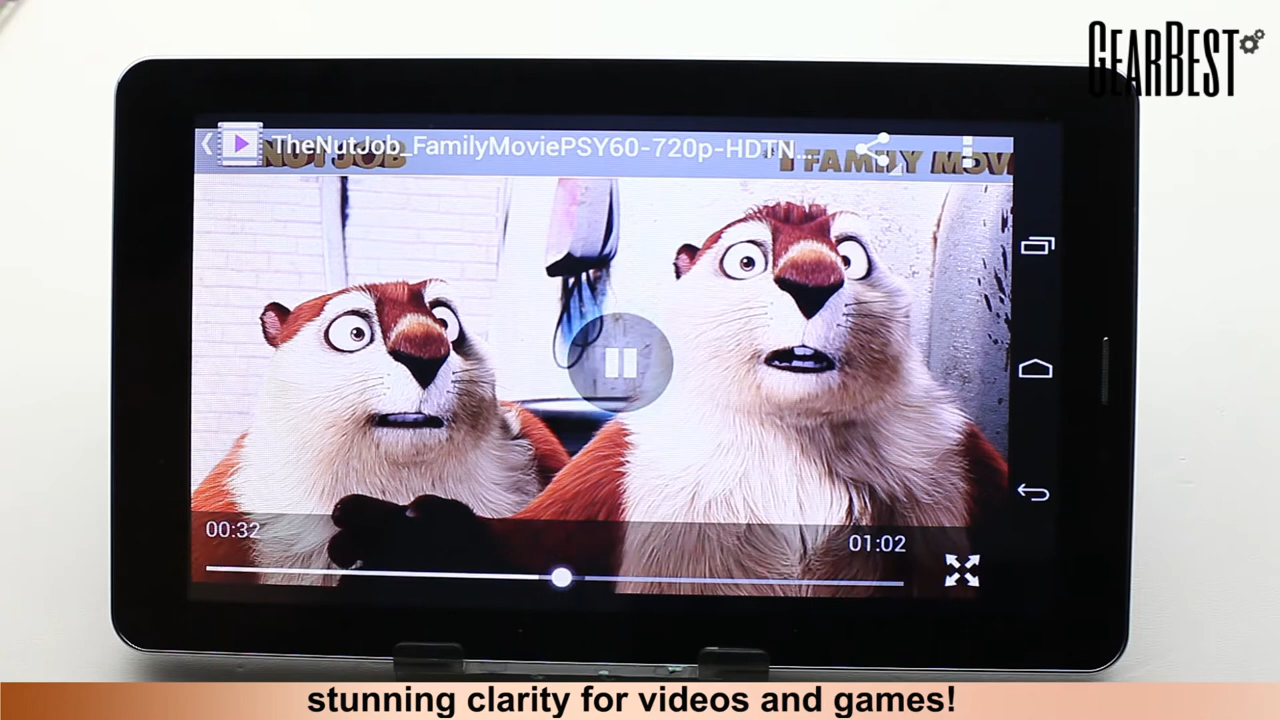 GEARBEST
TheNutJob_FamilyMoviePSY60-720p-HDTN...
NUT JOB
FAMILY MOV
00:32
01:02
stunning clarity for videos and games!